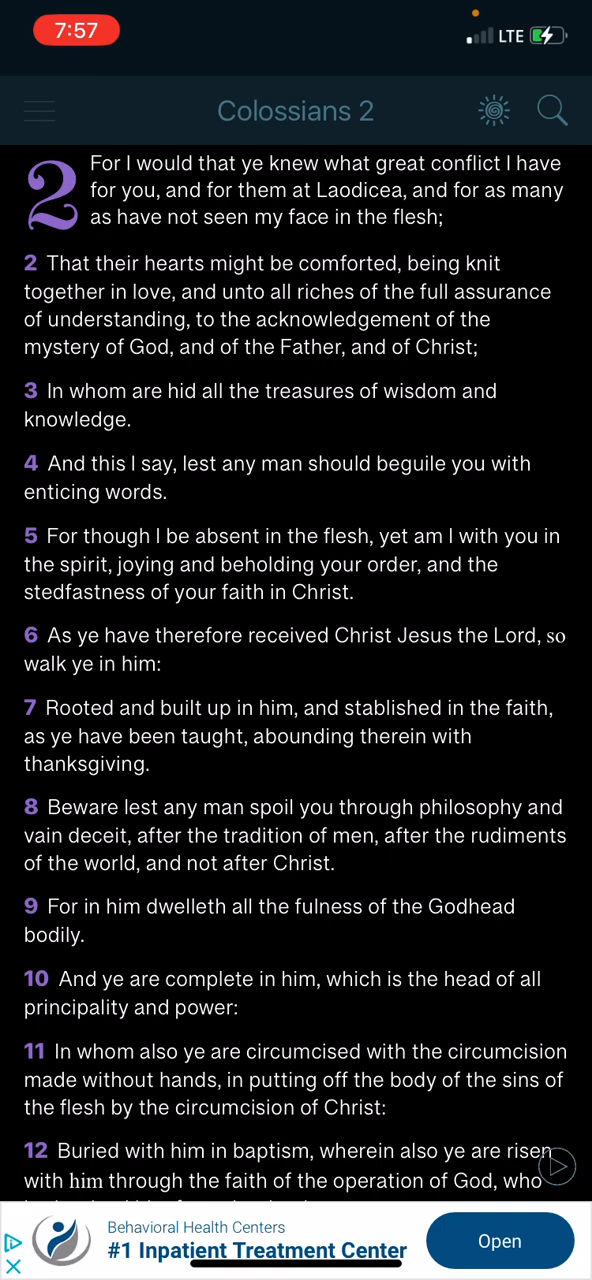 7:57
LTE
Colossians 2
2 For I would that ye knew what great conflict I have
for you, and for them at Laodicea, and for as many
as have not seen my face in the flesh;
2 That their hearts might be comforted, being knit
together in love, and unto all riches of the full assurance
of understanding, to the acknowledgement of the
mystery of God, and of the Father, and of Christ;
3 In whom are hid all the treasures of wisdom and
knowledge.
4 And this I say, lest any man should beguile you with
enticing words.
5 For though I be absent in the flesh, yet am I with you in
the spirit, joying and beholding your order, and the
stedfastness of your faith in Christ.
6 As ye have therefore received Christ Jesus the Lord, so
walk ye in him:
7 Rooted and built up in him, and stablished in the faith,
as ye have been taught, abounding therein with
thanksgiving.
8 Beware lest any man spoil you through philosophy and
vain deceit, after the tradition of men, after the rudiments
of the world, and not after Christ.
9 For in him dwelleth all the fulness of the Godhead
bodily.
10 And ye are complete in him, which is the head of all
principality and power:
11 In whom also ye are circumcised with the circumcision
made without hands, in putting off the body of the sins of
the flesh by the circumcision of Christ:
12 Buried with him in baptism, wherein also ye are risen
with him through the faith of the operation of God, who
Behavioral Health Centers
#1 Inpatient Treatment Center
Open